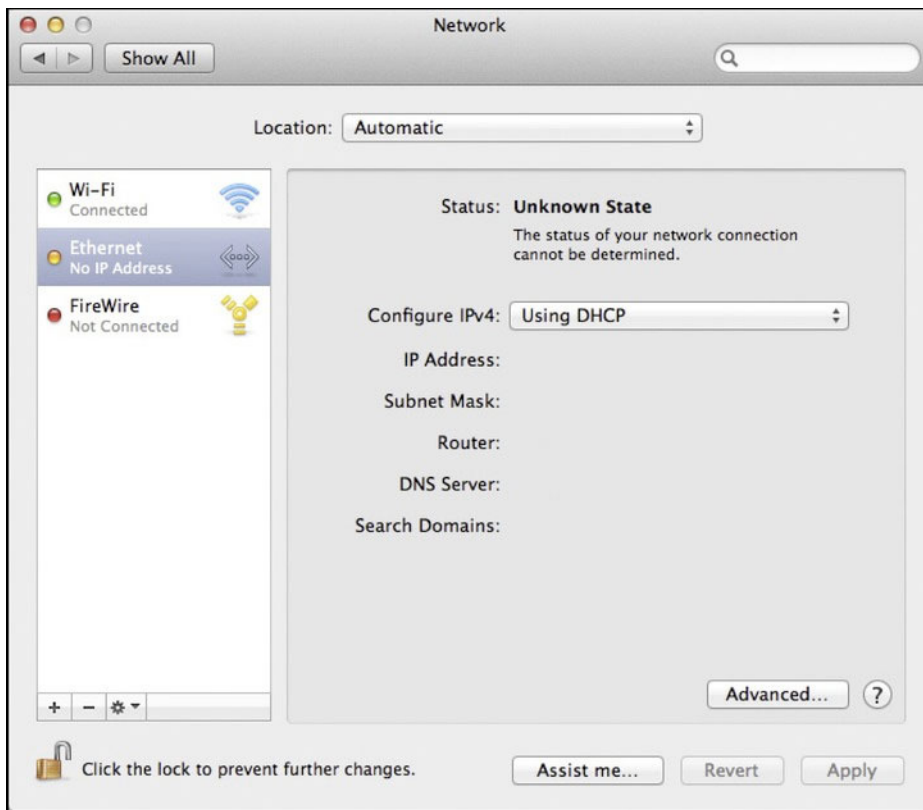 Network
Show All
Location: Automatic
Wi-Fi
Connected
Ethernet
No IP Address
FireWire
Not Connected
Status: Unknown State
The status of your network connection
cannot be determined.
Configure IPv4: Using DHCP
IP Address:
Subnet Mask:
Router:
DNS Server:
Search Domains:
Advanced... ?
Click the lock to prevent further changes.
Assist me... Revert Apply